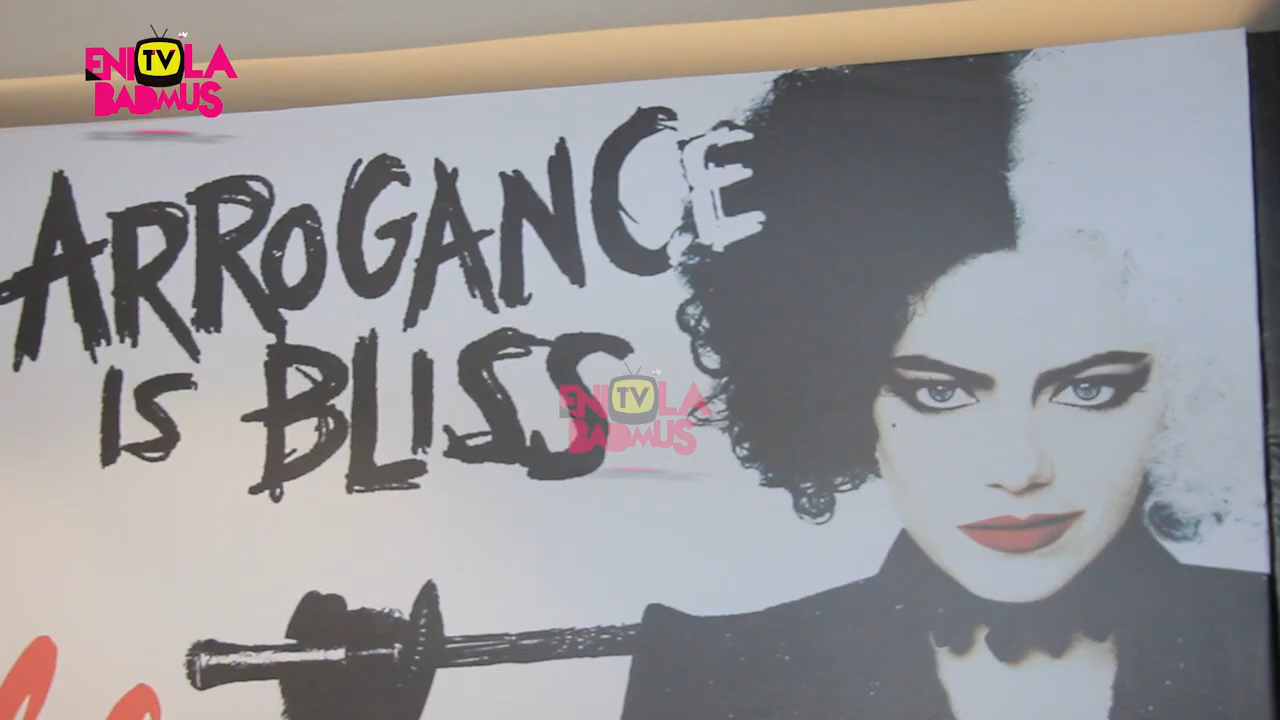 ENIOLA
TV
BADMUS
ARROGANCE
IS BLISS
ENIOLA
TV
BADMUS